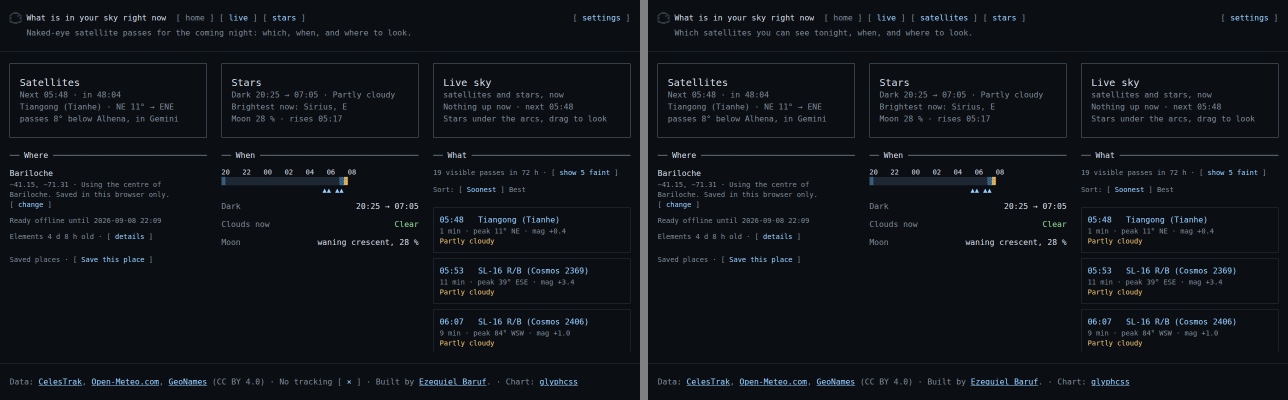 What is in your sky right now [ home ] [ live ] [ stars ] [ settings ]
Naked-eye satellite passes for the coming night: which, when, and where to look.
Satellites
Next 05:48 · in 48:04
Tiangong (Tianhe) · NE 11° → ENE
passes 8° below Alhena, in Gemini
Stars
Dark 20:25 → 07:05 · Partly cloudy
Brightest now: Sirius, E
Moon 28 % · rises 05:17
Live sky
satellites and stars, now
Nothing up now · next 05:48
Stars under the arcs, drag to look
Where
Bariloche
−41.15, −71.31 · Using the centre of
Bariloche. Saved in this browser only.
[ change ]
Ready offline until 2026-09-08 22:09
Elements 4 d 8 h old · [ details ]
Saved places · [ Save this place ]
When
20 22 00 02 04 06 08
Dark 20:25 → 07:05
Clouds now Clear
Moon waning crescent, 28 %
What
19 visible passes in 72 h · [ show 5 faint ]
Sort: [ Soonest ] Best
05:48 Tiangong (Tianhe)
1 min · peak 11° NE · mag +0.4
Partly cloudy
05:53 SL-16 R/B (Cosmos 2369)
11 min · peak 39° ESE · mag +3.4
Partly cloudy
06:07 SL-16 R/B (Cosmos 2406)
9 min · peak 84° WSW · mag +1.0
Partly cloudy
Data: CelesTrak, Open-Meteo.com, GeoNames (CC BY 4.0) · No tracking [ × ] · Built by Ezequiel Baruf. · Chart: glyphcss
What is in your sky right now [ home ] [ live ] [ satellites ] [ stars ] [ settings ]
Which satellites you can see tonight, when, and where to look.
Satellites
Next 05:48 · in 48:04
Tiangong (Tianhe) · NE 11° → ENE
passes 8° below Alhena, in Gemini
Stars
Dark 20:25 → 07:05 · Partly cloudy
Brightest now: Sirius, E
Moon 28 % · rises 05:17
Live sky
satellites and stars, now
Nothing up now · next 05:48
Stars under the arcs, drag to look
Where
Bariloche
−41.15, −71.31 · Using the centre of
Bariloche. Saved in this browser only.
[ change ]
Ready offline until 2026-09-08 22:09
Elements 4 d 8 h old · [ details ]
Saved places · [ Save this place ]
When
20 22 00 02 04 06 08
Dark 20:25 → 07:05
Clouds now Clear
Moon waning crescent, 28 %
What
19 visible passes in 72 h · [ show 5 faint ]
Sort: [ Soonest ] Best
05:48 Tiangong (Tianhe)
1 min · peak 11° NE · mag +0.4
Partly cloudy
05:53 SL-16 R/B (Cosmos 2369)
11 min · peak 39° ESE · mag +3.4
Partly cloudy
06:07 SL-16 R/B (Cosmos 2406)
9 min · peak 84° WSW · mag +1.0
Partly cloudy
Data: CelesTrak, Open-Meteo.com, GeoNames (CC BY 4.0) · Built by Ezequiel Baruf. · Chart: glyphcss